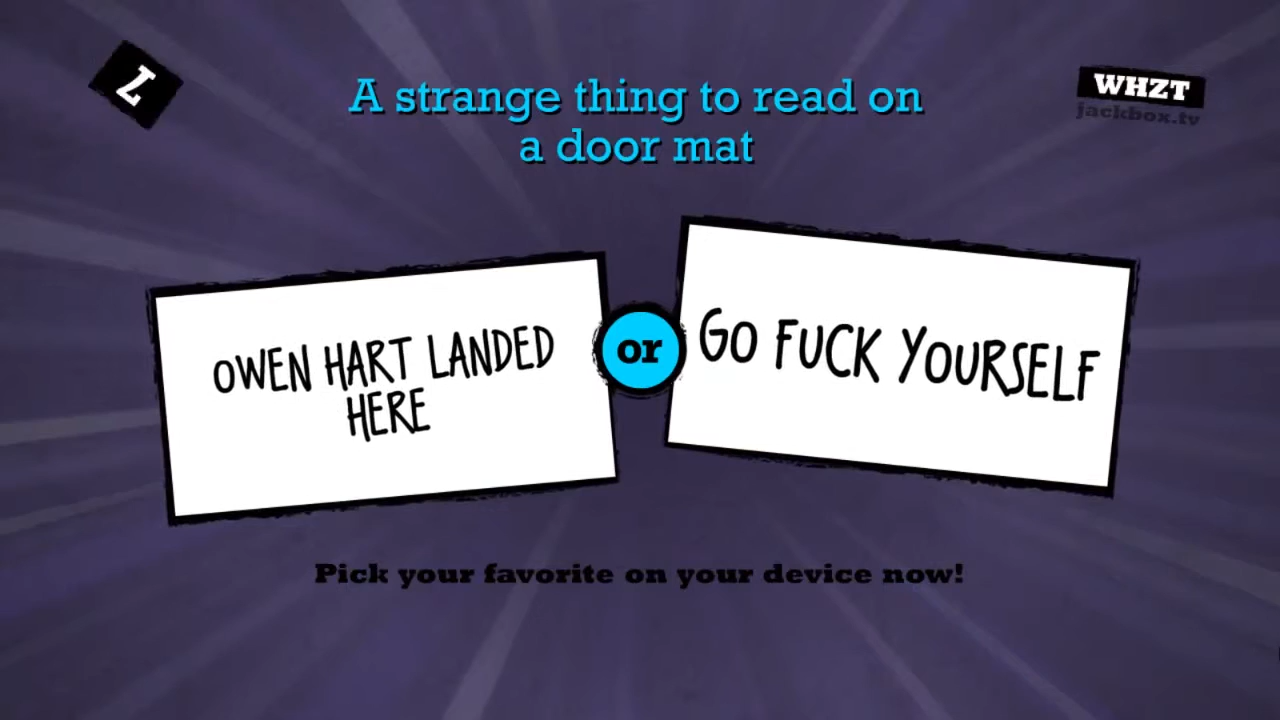 7
A strange thing to read on
a door mat
WHZT
jackbox.tv
OWEN HART LANDED
HERE
or
GO FUCK YOURSELF
Pick your favorite on your device now!